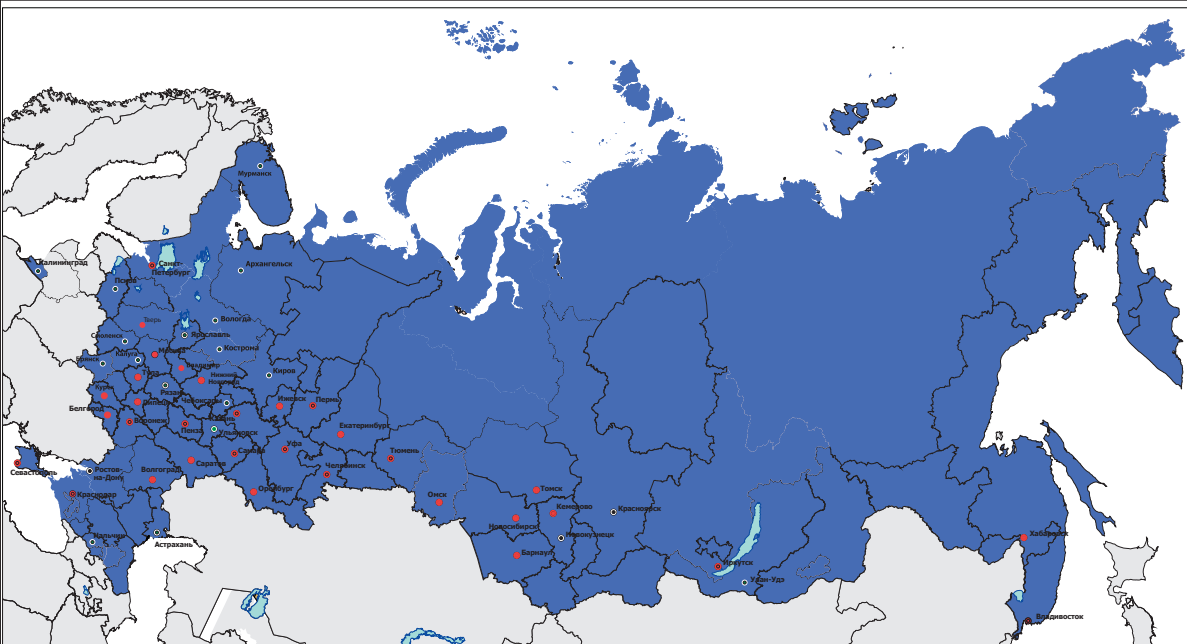 Мурманск
Калининград
Санкт-
Петербург
Архангельск
Псков
Тверь
Вологда
Смоленск
Ярославль
Кострома
Калуга
Москва
Брянск
Владимир
Тула
Нижний
Новгород
Киров
Рязань
Курск
Чебоксары
Ижевск
Пермь
Белгород
Липецк
Казань
Воронеж
Пенза
Ульяновск
Екатеринбург
Уфа
Самара
Тюмень
Саратов
Челябинск
Севастополь
Ростов-
на-Дону
Волгоград
Оренбург
Краснодар
Омск
Томск
Кемерово
Красноярск
Новосибирск
Новокузнецк
Нальчик
Астрахань
Барнаул
Иркутск
Улан-Удэ
Хабаровск
Владивосток